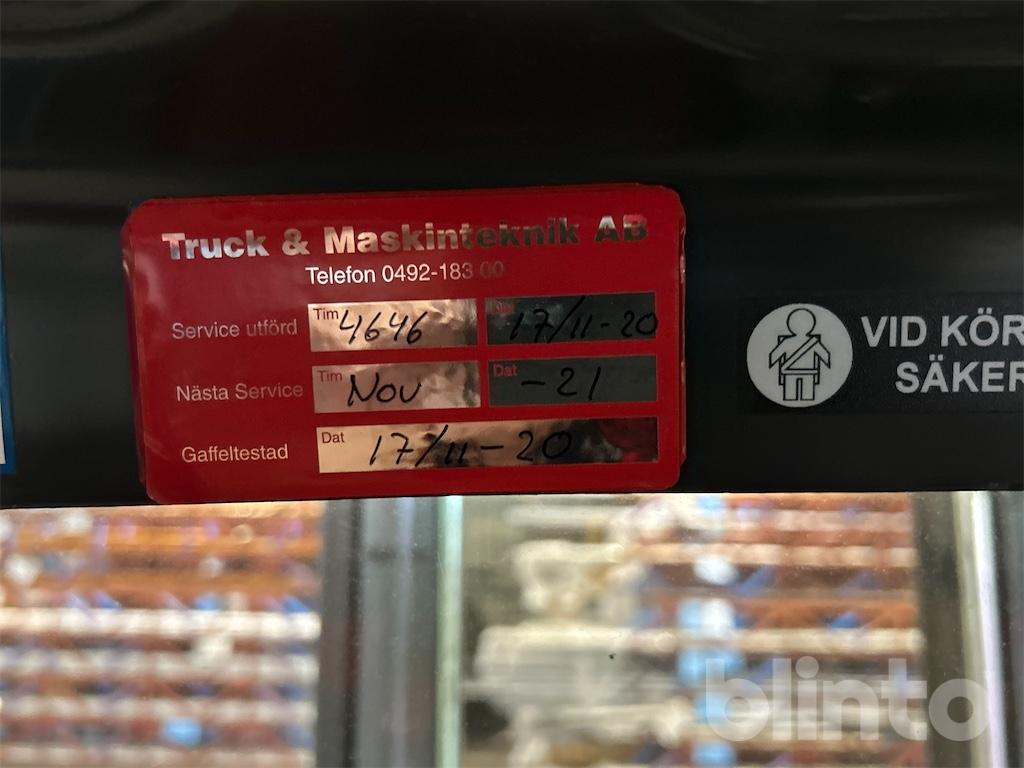 Truck & Maskinteknik AB
Telefon 0492-183 00
Service utförd Tim 4646 Dat 17/11-20
Nästa Service Tim Nov Dat -21
Gaffeltestad Dat 17/11-20
VID KÖR
SÄKER
blinto